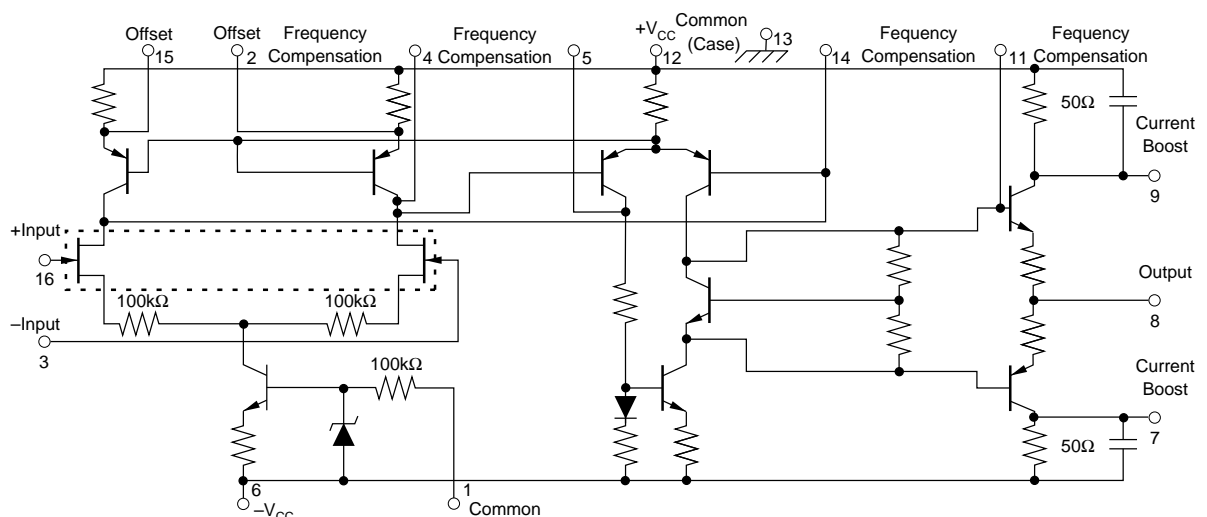 Offset
15
Offset
2
Frequency
Compensation
4
Frequency
Compensation
5
+VCC
12
Common
(Case)
13
14
Fequency
Compensation
11
Fequency
Compensation
50Ω
Current
Boost
9
+Input
16
100kΩ
100kΩ
–Input
3
Output
8
100kΩ
Current
Boost
7
50Ω
6
–VCC
1
Common